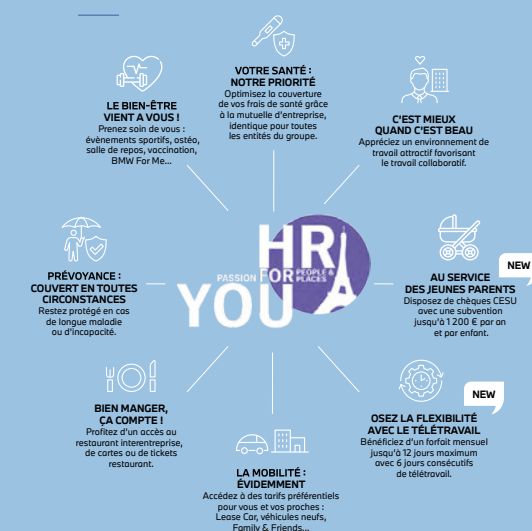 VOTRE SANTÉ :
NOTRE PRIORITÉ
Optimisez la couverture
de vos frais de santé grâce
à la mutuelle d'entreprise,
identique pour toutes
les entités du groupe.
LE BIEN-ÊTRE
VIENT A VOUS !
Prenez soin de vous :
évènements sportifs, ostéo,
salle de repos, vaccination,
BMW For Me...
C'EST MIEUX
QUAND C'EST BEAU
Appréciez un environnement de
travail attractif favorisant
le travail collaboratif.
HR
PASSION FOR PEOPLE &
PLACES
YOU
PRÉVOYANCE :
COUVERT EN TOUTES
CIRCONSTANCES
Restez protégé en cas
de longue maladie
ou d'incapacité.
NEW
AU SERVICE
DES JEUNES PARENTS
Disposez de chèques CESU
avec une subvention
jusqu'à 1 200 € par an
et par enfant.
BIEN MANGER,
ÇA COMPTE !
Profitez d'un accès au
restaurant interentreprise,
de cartes ou de tickets
restaurant.
NEW
OSEZ LA FLEXIBILITÉ
AVEC LE TÉLÉTRAVAIL
Bénéficiez d'un forfait mensuel
jusqu'à 12 jours maximum
avec 6 jours consécutifs
de télétravail.
LA MOBILITÉ :
ÉVIDEMMENT
Accédez à des tarifs préférentiels
pour vous et vos proches :
Lease Car, véhicules neufs,
Family & Friends...